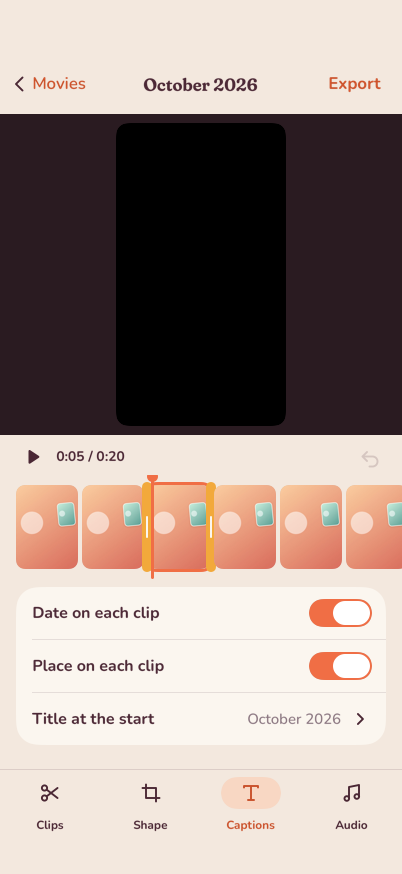 Movies
October 2026
Export
0:05 / 0:20
Date on each clip
Place on each clip
Title at the start
October 2026
Clips
Shape
Captions
Audio